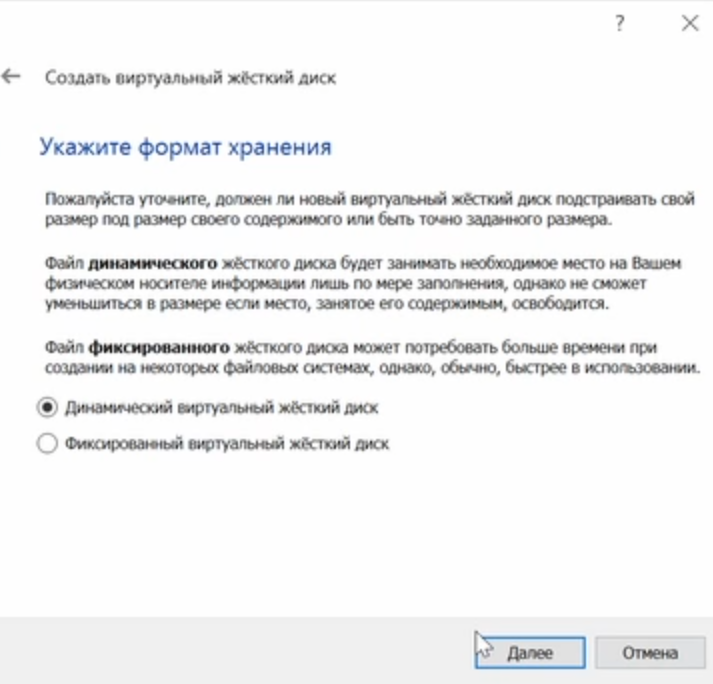 ?
Создать виртуальный жёсткий диск
Укажите формат хранения
Пожалуйста уточните, должен ли новый виртуальный жёсткий диск подстраивать свой
размер под размер своего содержимого или быть точно заданного размера.
Файл динамического жёсткого диска будет занимать необходимое место на Вашем
физическом носителе информации лишь по мере заполнения, однако не сможет
уменьшиться в размере если место, занятое его содержимым, освободится.
Файл фиксированного жёсткого диска может потребовать больше времени при
создании на некоторых файловых системах, однако, обычно, быстрее в использовании.
Динамический виртуальный жёсткий диск
Фиксированный виртуальный жёсткий диск
Далее Отмена